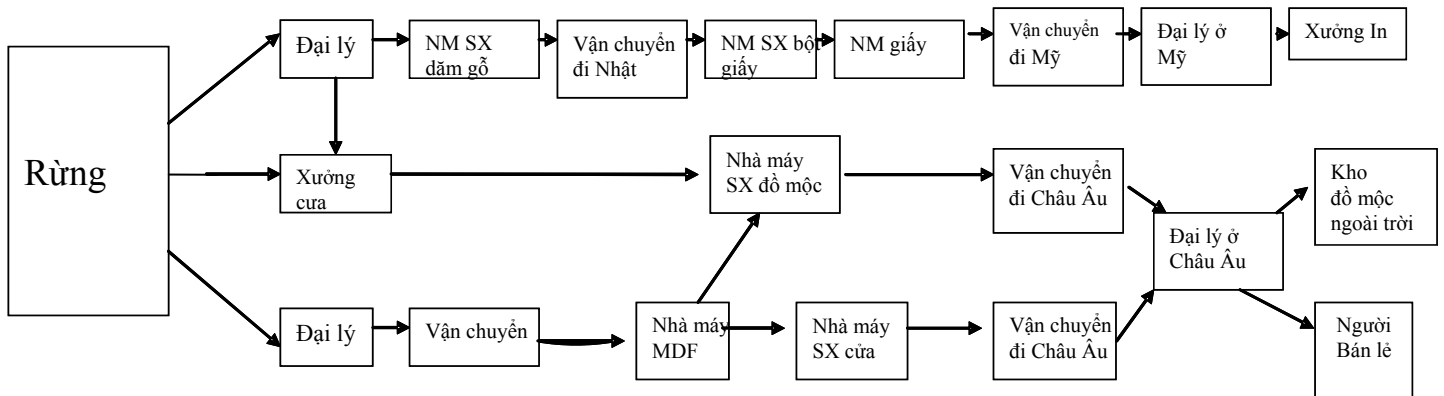 Đại lý
NM SX
dăm gỗ
Vận chuyển
đi Nhật
NM SX bột
giấy
NM giấy
Vận chuyển
đi Mỹ
Đại lý ở
Mỹ
Xưởng In
Rừng
Xưởng
cưa
Nhà máy
SX đồ mộc
Vận chuyển
đi Châu Âu
Kho
đồ mộc
ngoài trời
Đại lý ở
Châu Âu
Đại lý
Vận chuyển
Nhà máy
MDF
Nhà máy
SX cửa
Vận chuyển
đi Châu Âu
Người
Bán lẻ